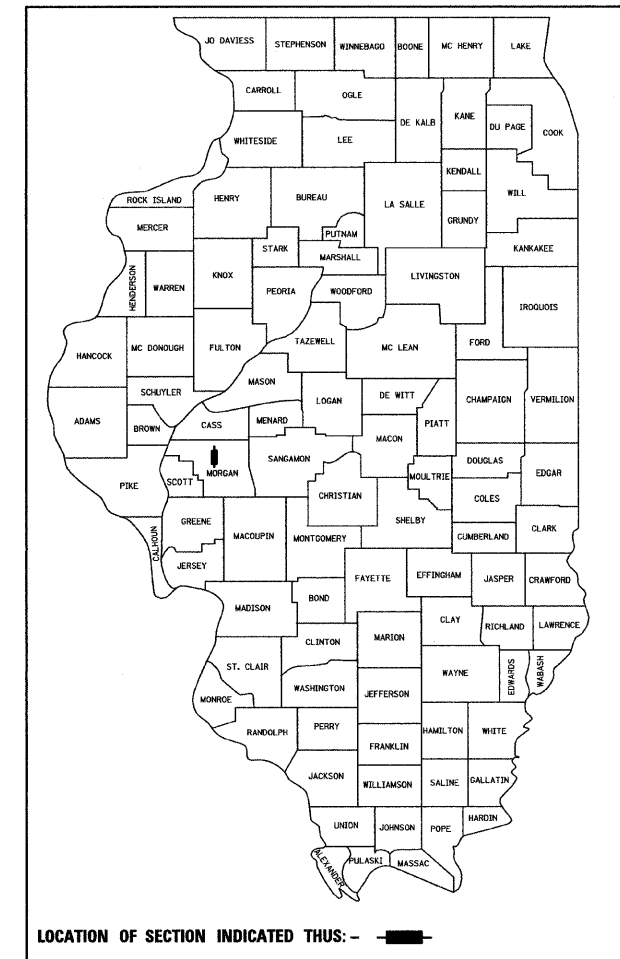 JO DAVIESS STEPHENSON WINNEBAGO BOONE MC HENRY LAKE
CARROLL OGLE DE KALB KANE DU PAGE COOK
WHITESIDE LEE KENDALL WILL
ROCK ISLAND HENRY BUREAU LA SALLE GRUNDY
MERCER PUTNAM KANKAKEE
HENDERSON WARREN KNOX STARK MARSHALL LIVINGSTON
PEORIA WOODFORD IROQUOIS
HANCOCK MC DONOUGH FULTON TAZEWELL MC LEAN FORD
SCHUYLER MASON LOGAN DE WITT CHAMPAIGN VERMILION
ADAMS BROWN CASS MENARD MACON PIATT
PIKE SCOTT MORGAN SANGAMON MOULTRIE DOUGLAS EDGAR
CHRISTIAN COLES
CALHOUN GREENE MACOUPIN MONTGOMERY SHELBY CUMBERLAND CLARK
JERSEY FAYETTE EFFINGHAM JASPER CRAWFORD
MADISON BOND CLAY RICHLAND LAWRENCE
CLINTON MARION
ST. CLAIR WAYNE EDWARDS WABASH
MONROE WASHINGTON JEFFERSON
RANDOLPH PERRY HAMILTON WHITE
FRANKLIN
JACKSON WILLIAMSON SALINE GALLATIN
UNION JOHNSON POPE HARDIN
ALEXANDER PULASKI MASSAC
LOCATION OF SECTION INDICATED THUS: -